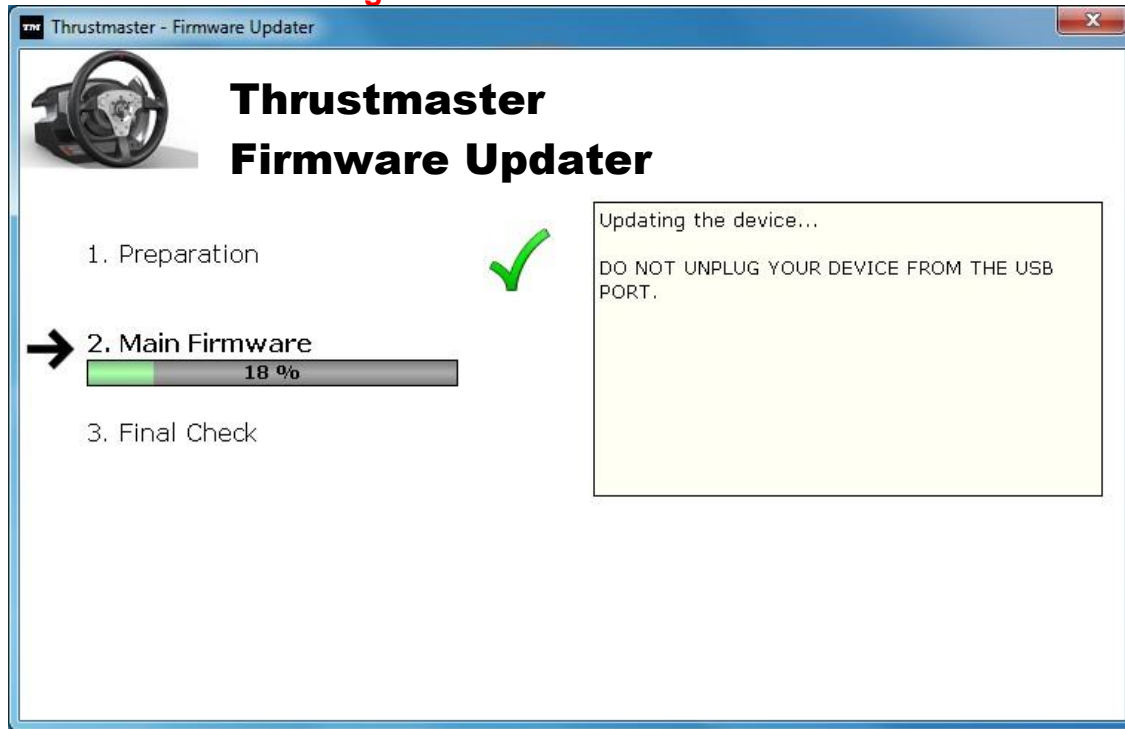 Thrustmaster - Firmware Updater
Thrustmaster
Firmware Updater
1. Preparation
2. Main Firmware
18 %
3. Final Check
Updating the device...
DO NOT UNPLUG YOUR DEVICE FROM THE USB
PORT.